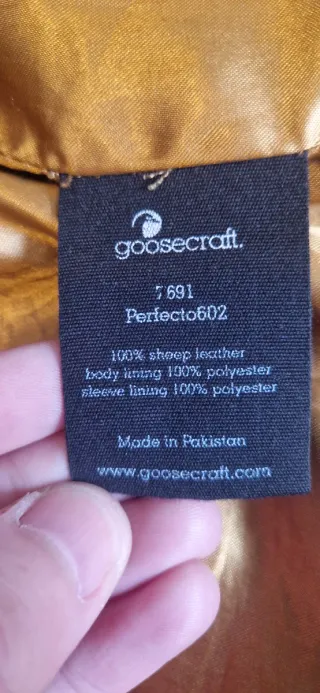 goosecraft.
7691
Perfecto602
100% sheep leather
body lining 100% polyester
sleeve lining 100% polyester
Made in Pakistan
www.goosecraft.com